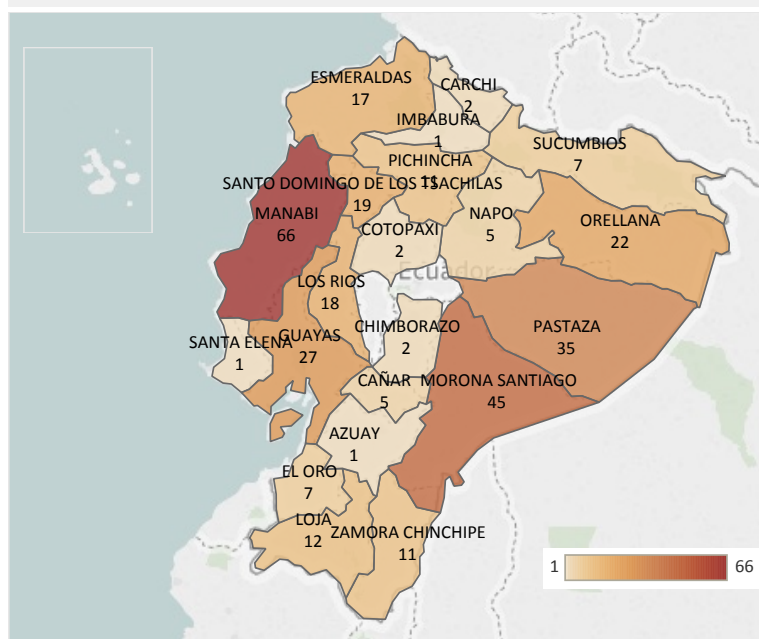 ESMERALDAS
17
CARCHI
2
IMBABURA
1
SUCUMBIOS
7
PICHINCHA
11
SANTO DOMINGO DE LOS TSACHILAS
19
MANABI
66
NAPO
5
ORELLANA
22
COTOPAXI
2
Ecuador
LOS RIOS
18
CHIMBORAZO
2
PASTAZA
35
SANTA ELENA
1
GUAYAS
27
CAÑAR
5
MORONA SANTIAGO
45
AZUAY
1
EL ORO
7
LOJA
12
ZAMORA CHINCHIPE
11
1 66